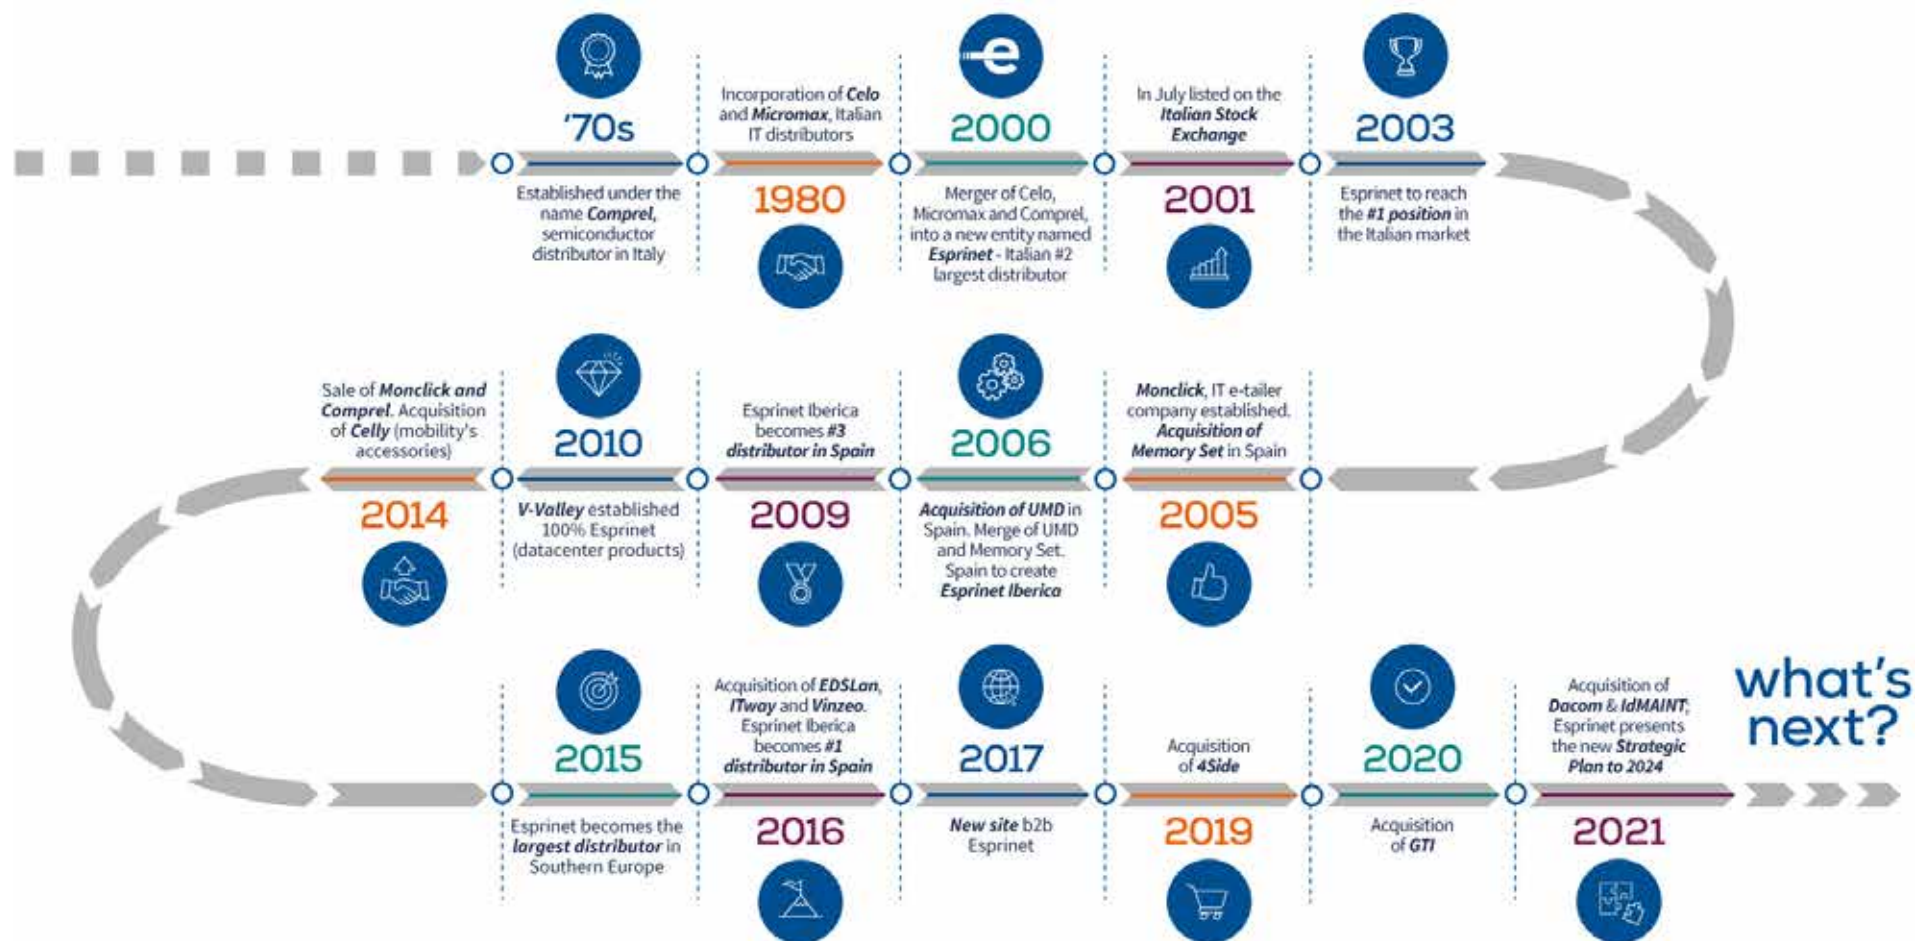 '70s
Established under the
name Comprel,
semiconductor
distributor in Italy
Incorporation of Celo
and Micromax, Italian
IT distributors
1980
e
2000
Merger of Celo,
Micromax and Comprel,
into a new entity named
Esprinet - Italian #2
largest distributor
In July listed on the
Italian Stock
Exchange
2001
2003
Esprinet to reach
the #1 position in
the Italian market
Monclick, IT e-tailer
company established.
Acquisition of
Memory Set in Spain
2005
2006
Acquisition of UMD in
Spain. Merge of UMD
and Memory Set.
Spain to create
Esprinet Iberica
Esprinet Iberica
becomes #3
distributor in Spain
2009
2010
V-Valley established
100% Esprinet
(datacenter products)
Sale of Monclick and
Comprel. Acquisition
of Celly (mobility's
accessories)
2014
2015
Esprinet becomes the
largest distributor in
Southern Europe
Acquisition of EDSLan,
ITway and Vinzeo.
Esprinet Iberica
becomes #1
distributor in Spain
2016
2017
New site b2b
Esprinet
Acquisition
of 4Side
2019
2020
Acquisition
of GTI
Acquisition of
Dacom & IdMAINT;
Esprinet presents
the new Strategic
Plan to 2024
2021
what's
next?